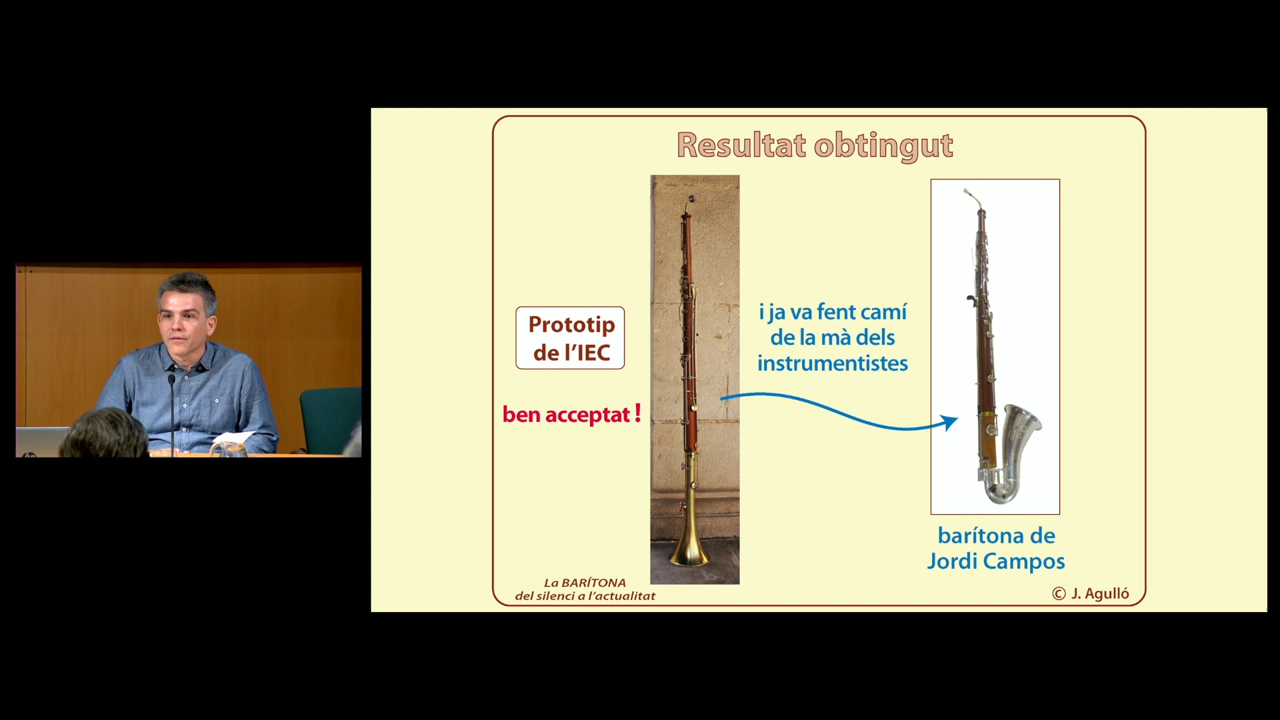 Resultat obtingut
Prototip
de l'IEC
ben acceptat !
i ja va fent camí
de la mà dels
instrumentistes
barítona de
Jordi Campos
La BARÍTONA
del silenci a l'actualitat
© J. Agulló